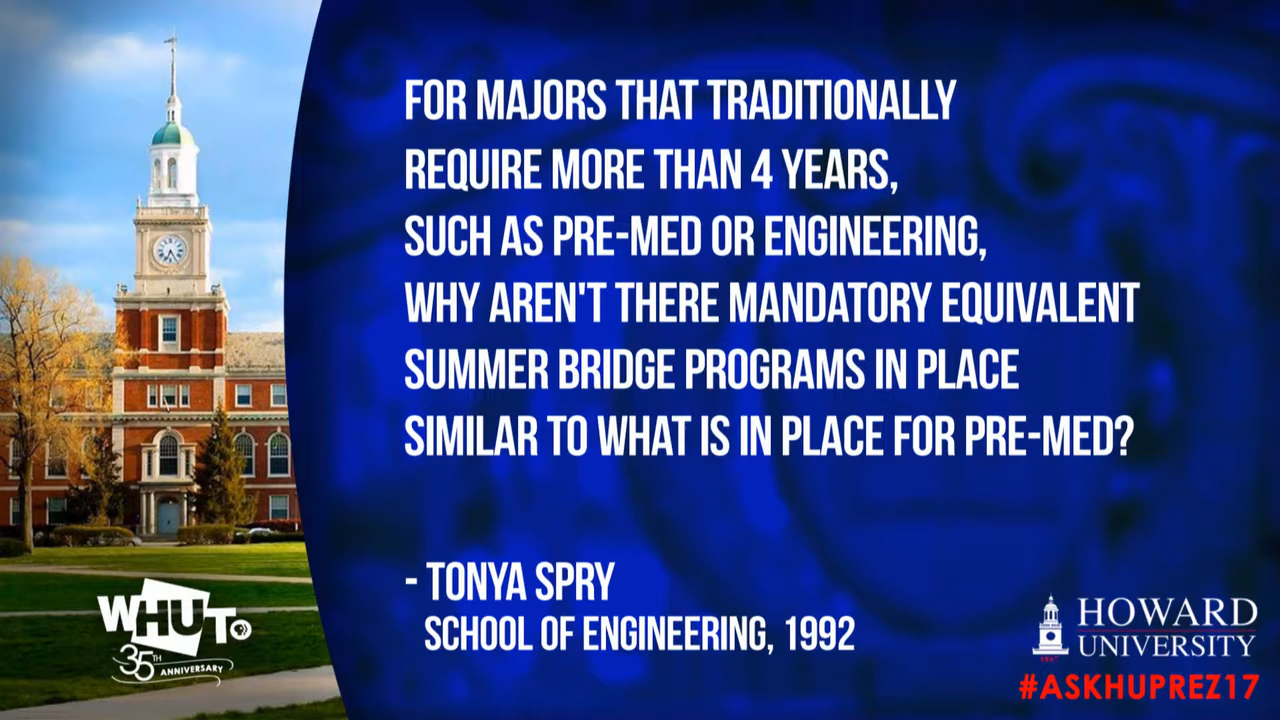 FOR MAJORS THAT TRADITIONALLY
REQUIRE MORE THAN 4 YEARS,
SUCH AS PRE-MED OR ENGINEERING,
WHY AREN'T THERE MANDATORY EQUIVALENT
SUMMER BRIDGE PROGRAMS IN PLACE
SIMILAR TO WHAT IS IN PLACE FOR PRE-MED?
- TONYA SPRY
SCHOOL OF ENGINEERING, 1992
WHUT
35TH ANNIVERSARY
HOWARD
UNIVERSITY
#ASKHUPREZ17